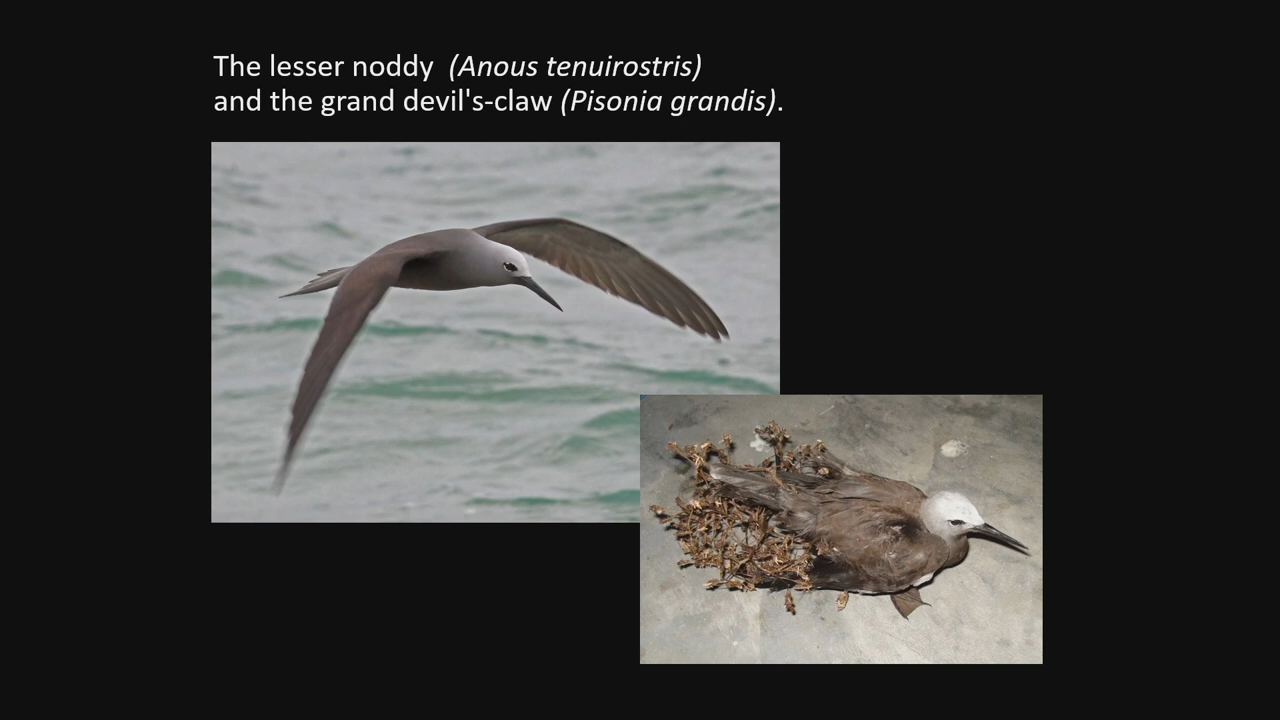 The lesser noddy (Anous tenuirostris)
and the grand devil's-claw (Pisonia grandis).